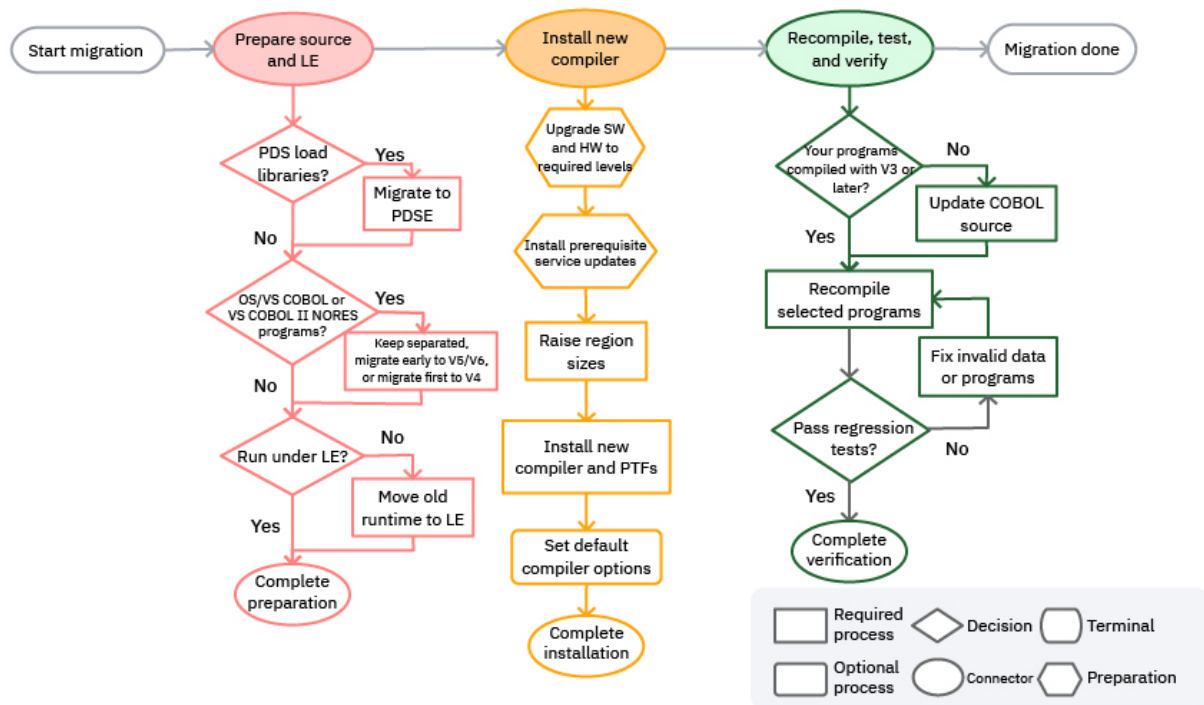 Start migration
Prepare source
and LE
Install new
compiler
Recompile, test,
and verify
Migration done
PDS load
libraries?
Yes
Migrate to
PDSE
No
OS/VS COBOL or
VS COBOL II NORES
programs?
Yes
Keep separated,
migrate early to V5/V6,
or migrate first to V4
No
Run under LE?
No
Move old
runtime to LE
Yes
Complete
preparation
Upgrade SW
and HW to
required levels
Install prerequisite
service updates
Raise region
sizes
Install new
compiler and PTFs
Set default
compiler options
Complete
installation
Your programs
compiled with V3 or
later?
No
Update COBOL
source
Yes
Recompile
selected programs
Fix invalid data
or programs
Pass regression
tests?
No
Yes
Complete
verification
Required
process
Decision
Terminal
Optional
process
Connector
Preparation